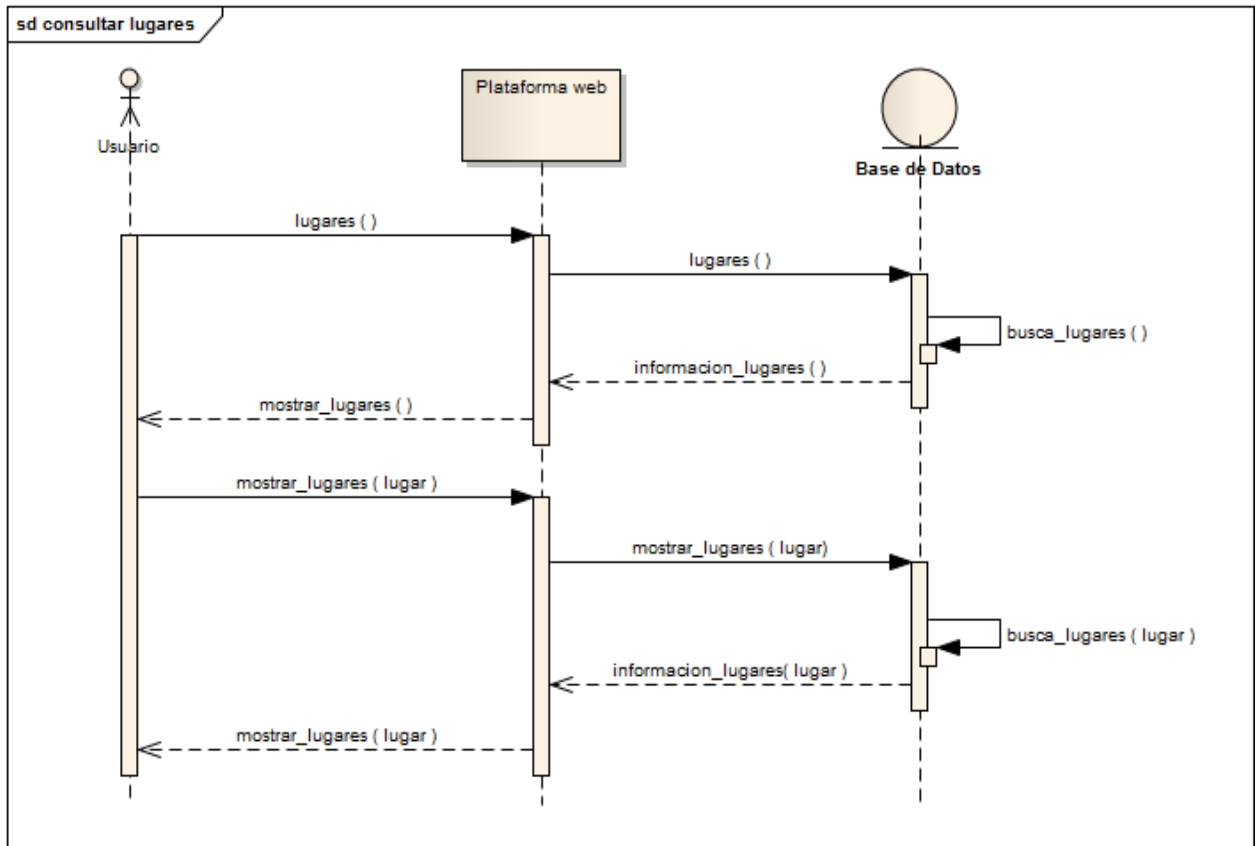 sd consultar lugares
Usuario
Plataforma web
Base de Datos
lugares ( )
lugares ( )
busca_lugares ( )
informacion_lugares ( )
mostrar_lugares ( )
mostrar_lugares ( lugar )
mostrar_lugares ( lugar)
busca_lugares ( lugar )
informacion_lugares( lugar )
mostrar_lugares ( lugar )